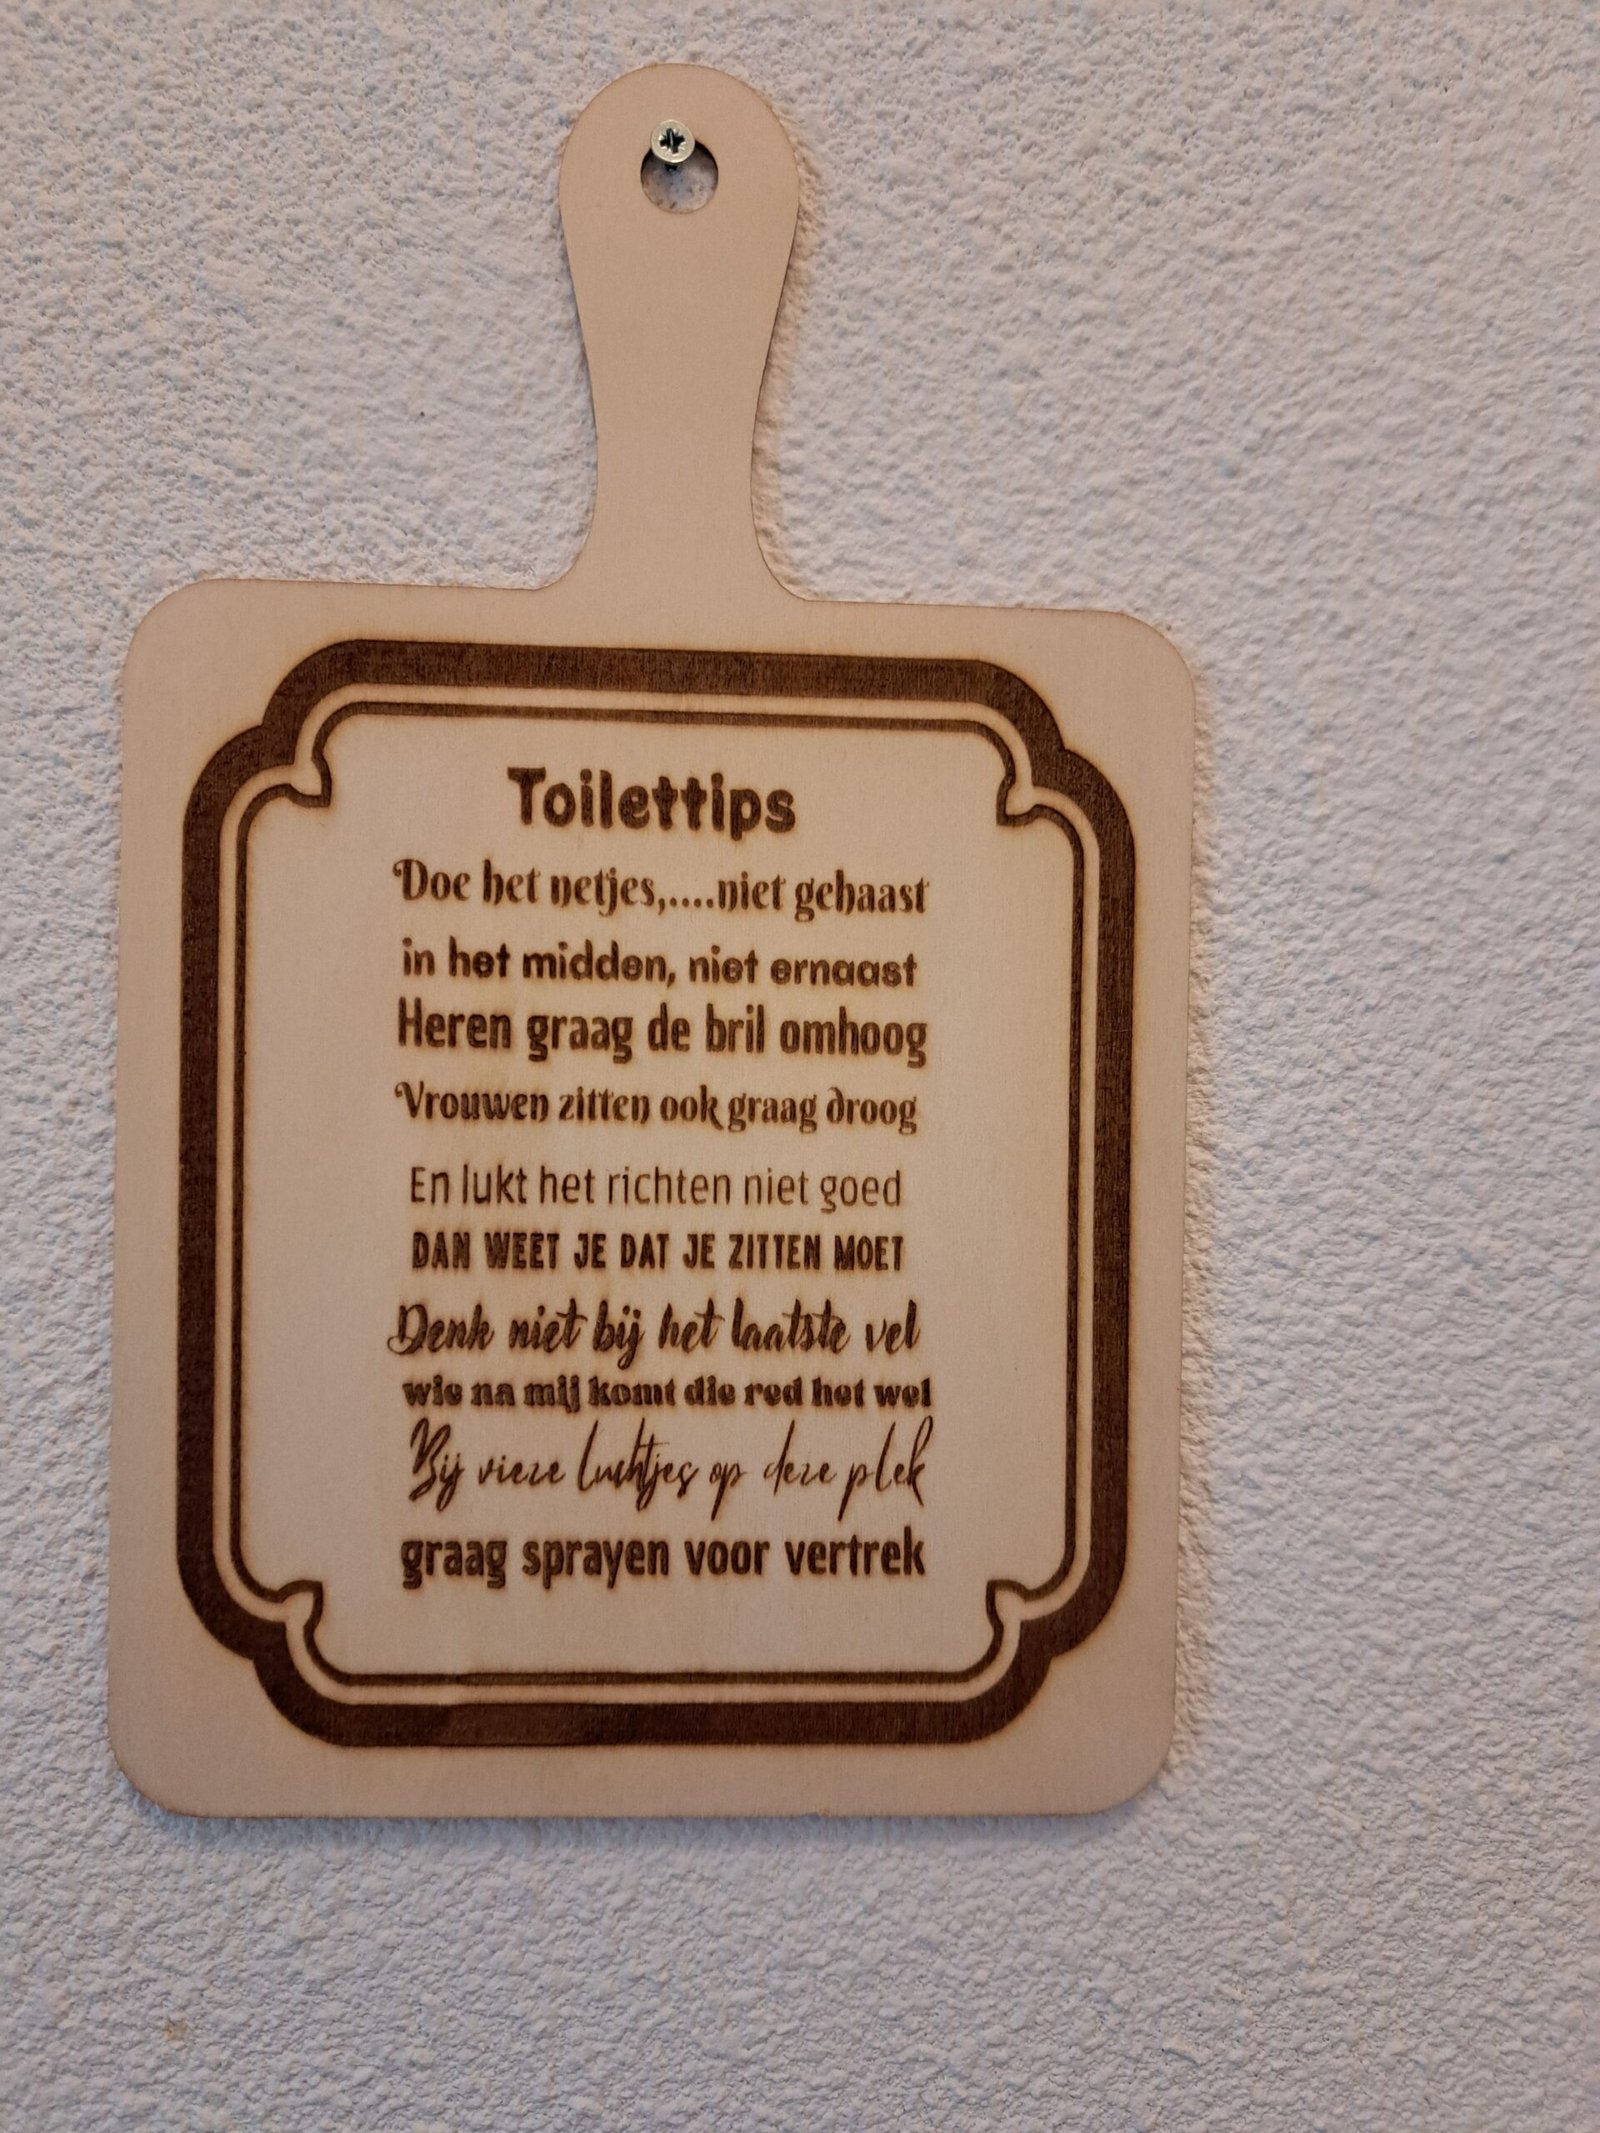 Toilettips
Doe het netjes,....niet gehaast
in het midden, niet ernaast
Heren graag de bril omhoog
Vrouwen zitten ook graag droog
En lukt het richten niet goed
DAN WEET JE DAT JE ZITTEN MOET
Denk niet bij het laatste vel
wie na mij komt die red het wel
Bij vieze luchtjes op deze plek
graag sprayen voor vertrek